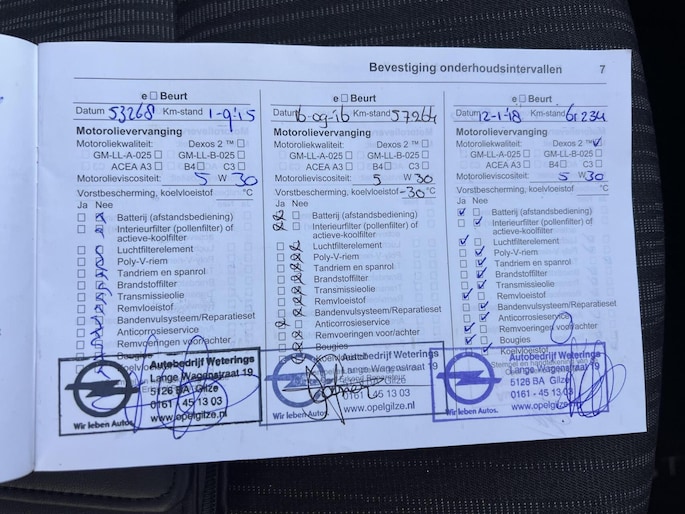 Bevestiging onderhoudsintervallen 7
e ☐ Beurt
Datum 53268 Km-stand 1-9-'15
Motorolievervanging
Motoroliekwaliteit: Dexos 2 ™ ☐
GM-LL-A-025 ☐ GM-LL-B-025 ☐
ACEA A3 ☐ B4 ☐ C3 ☐
Motorolieviscositeit: 5 W 30
Vorstbescherming, koelvloeistof °C
Ja Nee
Batterij (afstandsbediening)
Interieurfilter (pollenfilter) of
actieve-koolfilter
Luchtfilterelement
Poly-V-riem
Tandriem en spanrol
Brandstoffilter
Transmissieolie
Remvloeistof
Bandenvulsysteem/Reparatieset
Anticorrosieservice
Remvoeringen voor/achter
Bougies
Koelvloeistof
Autobedrijf Weterings
Lange Wagenstraat 19
5126 BA Gilze
0161 - 45 13 03
www.opelgilze.nl
Wir leben Autos.
e ☐ Beurt
Datum 16-09-16 Km-stand 57264
Motorolievervanging
Motoroliekwaliteit: Dexos 2 ™ ☐
GM-LL-A-025 ☐ GM-LL-B-025 ☐
ACEA A3 ☐ B4 ☐ C3 ☐
Motorolieviscositeit: 5 W 30
Vorstbescherming, koelvloeistof -30 °C
Ja Nee
Batterij (afstandsbediening)
Interieurfilter (pollenfilter) of
actieve-koolfilter
Luchtfilterelement
Poly-V-riem
Tandriem en spanrol
Brandstoffilter
Transmissieolie
Remvloeistof
Bandenvulsysteem/Reparatieset
Anticorrosieservice
Remvoeringen voor/achter
Bougies
Koelvloeistof
Autobedrijf Weterings
Lange Wagenstraat 19
5126 BA Gilze
0161 - 45 13 03
www.opelgilze.nl
Wir leben Autos.
e ☐ Beurt
Datum 12-1-18 Km-stand 61234
Motorolievervanging
Motoroliekwaliteit: Dexos 2 ™ ☑
GM-LL-A-025 ☐ GM-LL-B-025 ☐
ACEA A3 ☐ B4 ☐ C3 ☐
Motorolieviscositeit: 5 W 30
Vorstbescherming, koelvloeistof °C
Ja Nee
Batterij (afstandsbediening)
Interieurfilter (pollenfilter) of
actieve-koolfilter
Luchtfilterelement
Poly-V-riem
Tandriem en spanrol
Brandstoffilter
Transmissieolie
Remvloeistof
Bandenvulsysteem/Reparatieset
Anticorrosieservice
Remvoeringen voor/achter
Bougies
Koelvloeistof
Autobedrijf Weterings
Lange Wagenstraat 19
5126 BA Gilze
0161 - 45 13 03
www.opelgilze.nl
Wir leben Autos.